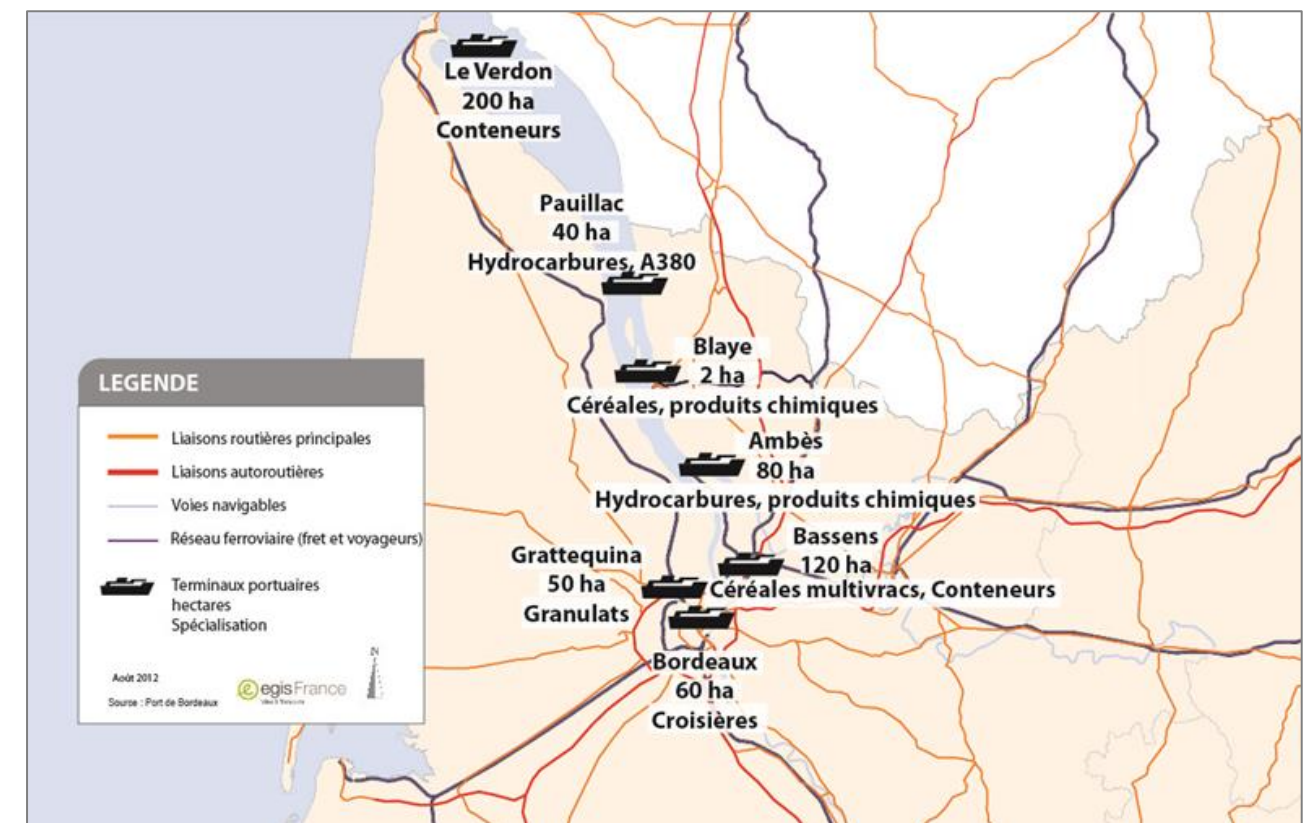 Le Verdon
200 ha
Conteneurs
Pauillac
40 ha
Hydrocarbures, A380
Blaye
2 ha
Céréales, produits chimiques
Ambès
80 ha
Hydrocarbures, produits chimiques
Bassens
120 ha
Céréales multivracs, Conteneurs
Grattequina
50 ha
Granulats
Bordeaux
60 ha
Croisières
LEGENDE
Liaisons routières principales
Liaisons autoroutières
Voies navigables
Réseau ferroviaire (fret et voyageurs)
Terminaux portuaires
hectares
Spécialisation
N
Août 2012
Source : Port de Bordeaux
egis France